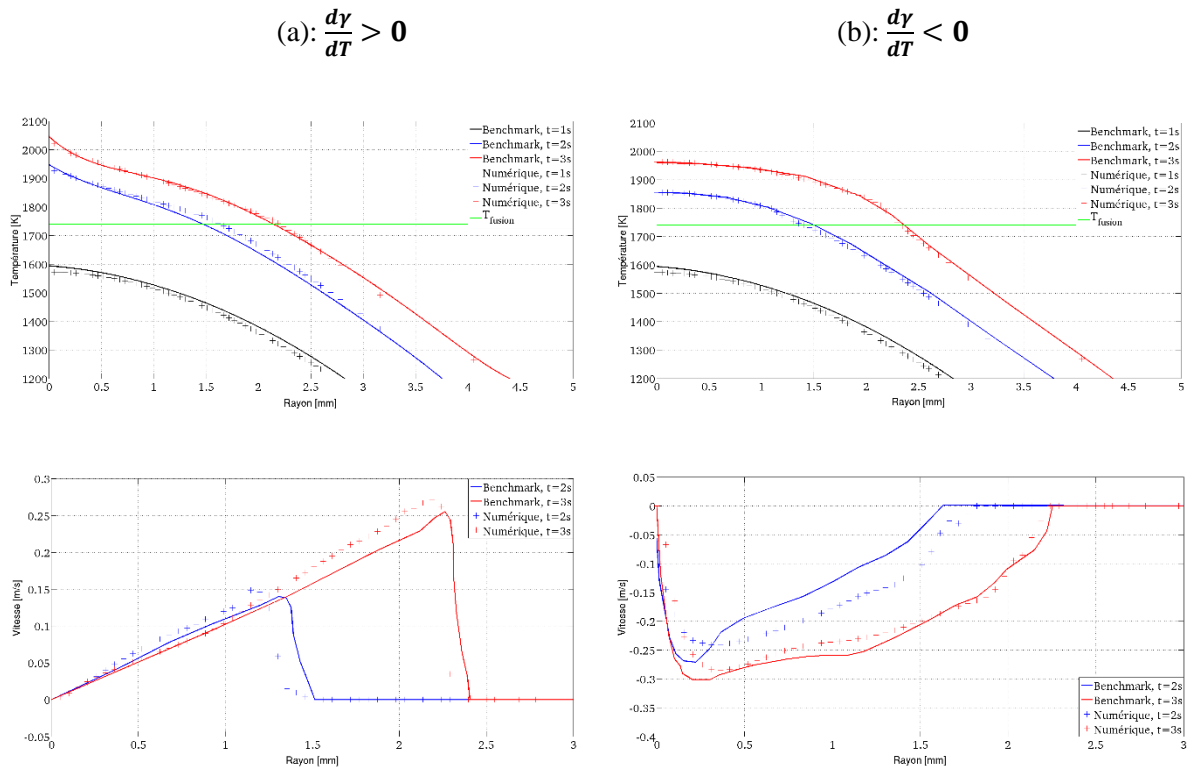 (a): dγ/dT > 0
(b): dγ/dT < 0
2100
2000
1900
1800
1700
1600
1500
1400
1300
1200
Température [K]
0
0.5
1
1.5
2
2.5
3
3.5
4
4.5
5
Rayon [mm]
Benchmark, t=1s
Benchmark, t=2s
Benchmark, t=3s
Numérique, t=1s
Numérique, t=2s
Numérique, t=3s
T_fusion
2100
2000
1900
1800
1700
1600
1500
1400
1300
1200
Température [K]
0.5
1
1.5
2
2.5
3
3.5
4
4.5
5
Rayon [mm]
Benchmark, t=1s
Benchmark, t=2s
Benchmark, t=3s
Numérique, t=1s
Numérique, t=2s
Numérique, t=3s
T_fusion
0.3
0.25
0.2
0.15
0.1
0.05
0
-0.05
Vitesse [m/s]
0
0.5
1
1.5
2
2.5
3
Rayon [mm]
Benchmark, t=2s
Benchmark, t=3s
Numérique, t=2s
Numérique, t=3s
0.05
0
-0.05
-0.1
-0.15
-0.2
-0.25
-0.3
-0.35
-0.4
Vitesse [m/s]
0.5
1
1.5
2
2.5
3
Rayon [mm]
Benchmark, t=2s
Benchmark, t=3s
Numérique, t=2s
Numérique, t=3s